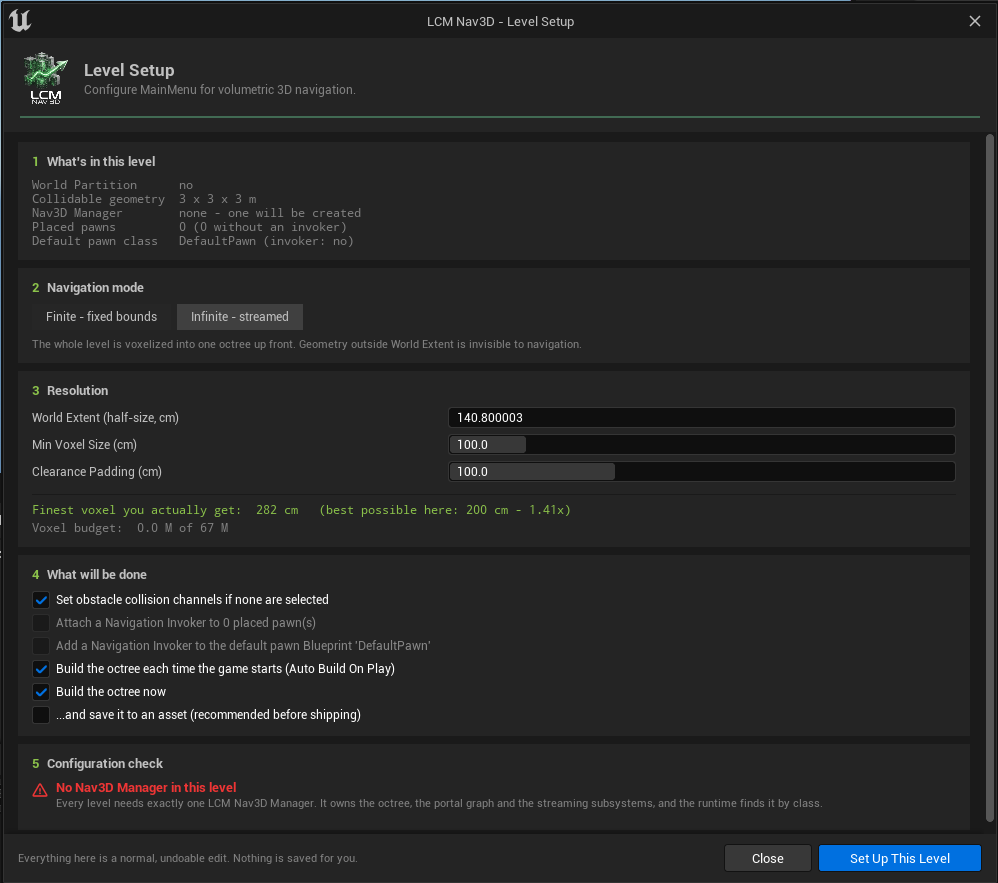 LCM Nav3D - Level Setup
LCM
NAV 3D
Level Setup
Configure MainMenu for volumetric 3D navigation.
1 What's in this level
World Partition no
Collidable geometry 3 x 3 x 3 m
Nav3D Manager none - one will be created
Placed pawns 0 (0 without an invoker)
Default pawn class DefaultPawn (invoker: no)
2 Navigation mode
Finite - fixed bounds Infinite - streamed
The whole level is voxelized into one octree up front. Geometry outside World Extent is invisible to navigation.
3 Resolution
World Extent (half-size, cm) 140.800003
Min Voxel Size (cm) 100.0
Clearance Padding (cm) 100.0
Finest voxel you actually get: 282 cm (best possible here: 200 cm - 1.41x)
Voxel budget: 0.0 M of 67 M
4 What will be done
Set obstacle collision channels if none are selected
Attach a Navigation Invoker to 0 placed pawn(s)
Add a Navigation Invoker to the default pawn Blueprint 'DefaultPawn'
Build the octree each time the game starts (Auto Build On Play)
Build the octree now
...and save it to an asset (recommended before shipping)
5 Configuration check
No Nav3D Manager in this level
Every level needs exactly one LCM Nav3D Manager. It owns the octree, the portal graph and the streaming subsystems, and the runtime finds it by class.
Everything here is a normal, undoable edit. Nothing is saved for you.
Close Set Up This Level